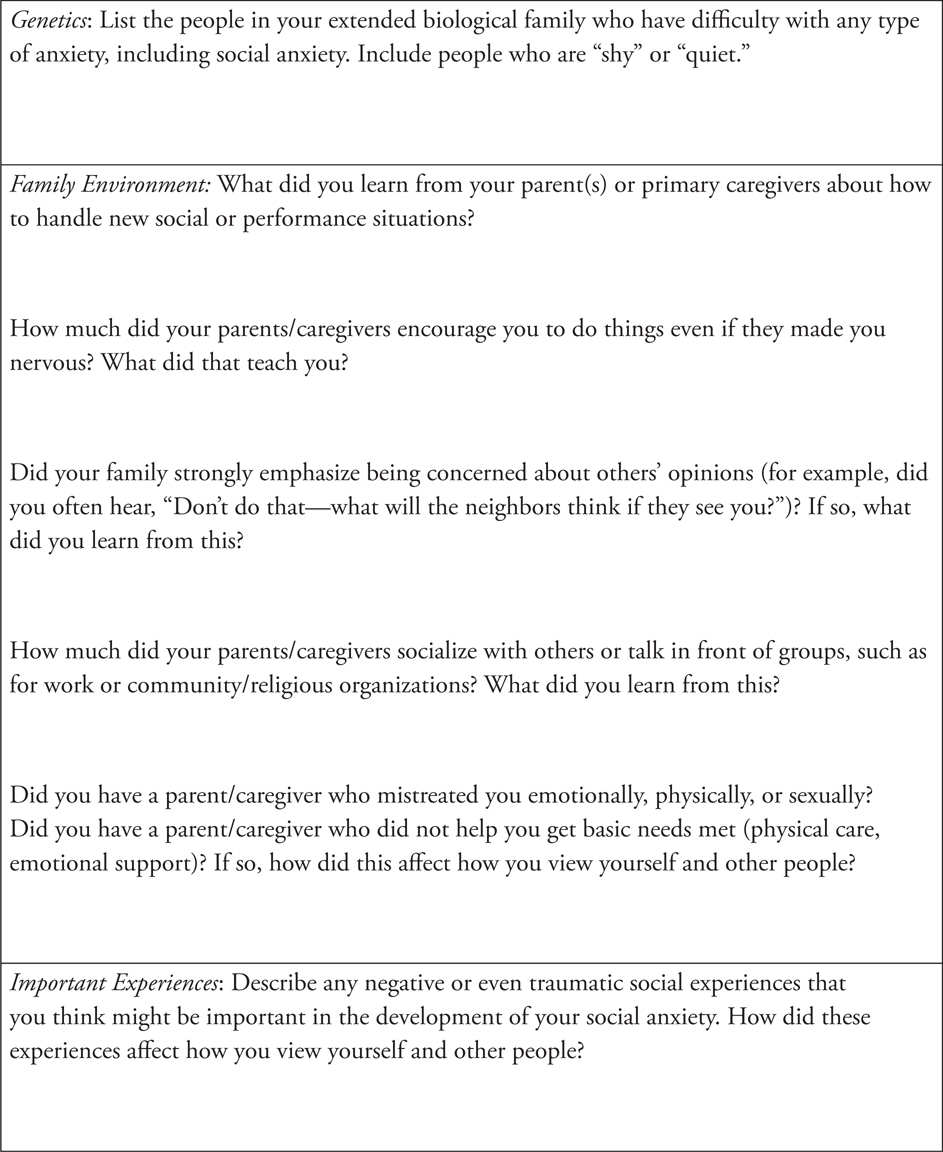 Genetics: List the people in your extended biological family who have difficulty with any type
of anxiety, including social anxiety. Include people who are “shy” or “quiet.”
Family Environment: What did you learn from your parent(s) or primary caregivers about how
to handle new social or performance situations?
How much did your parents/caregivers encourage you to do things even if they made you
nervous? What did that teach you?
Did your family strongly emphasize being concerned about others’ opinions (for example, did
you often hear, “Don’t do that—what will the neighbors think if they see you?”)? If so, what
did you learn from this?
How much did your parents/caregivers socialize with others or talk in front of groups, such as
for work or community/religious organizations? What did you learn from this?
Did you have a parent/caregiver who mistreated you emotionally, physically, or sexually?
Did you have a parent/caregiver who did not help you get basic needs met (physical care,
emotional support)? If so, how did this affect how you view yourself and other people?
Important Experiences: Describe any negative or even traumatic social experiences that
you think might be important in the development of your social anxiety. How did these
experiences affect how you view yourself and other people?